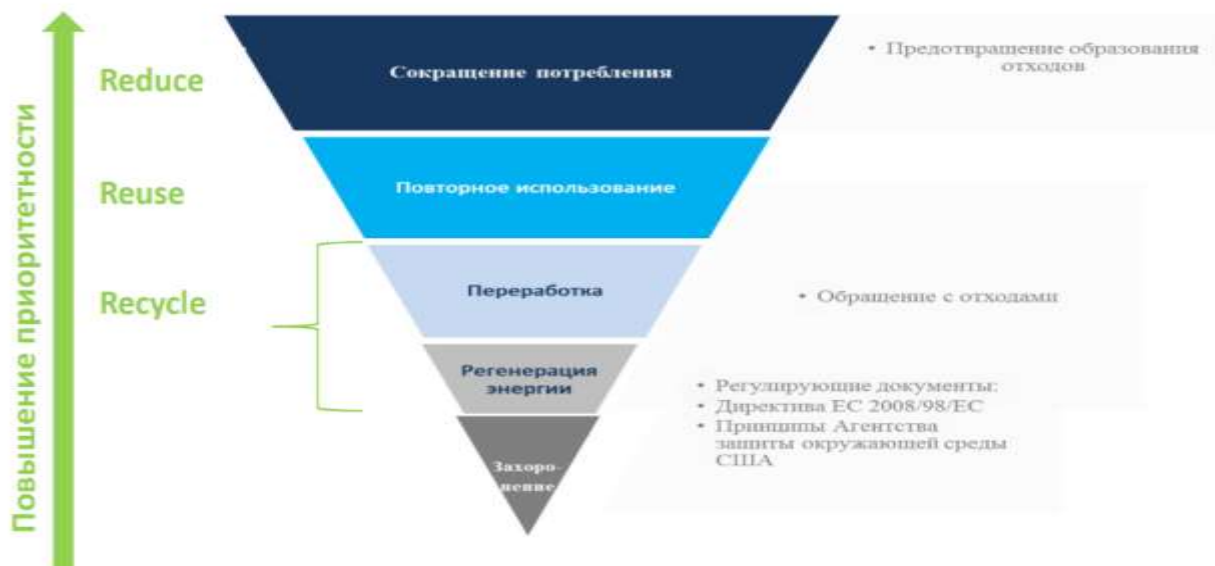 Повышение приоритетности
Reduce
Сокращение потребления
• Предотвращение образования
отходов
Reuse
Повторное использование
Recycle
Переработка
• Обращение с отходами
Регенерация
энергии
• Регулирующие документы:
• Директива ЕС 2008/98/ЕС
• Принципы Агентства
защиты окружающей среды
США
Захоро-
нение